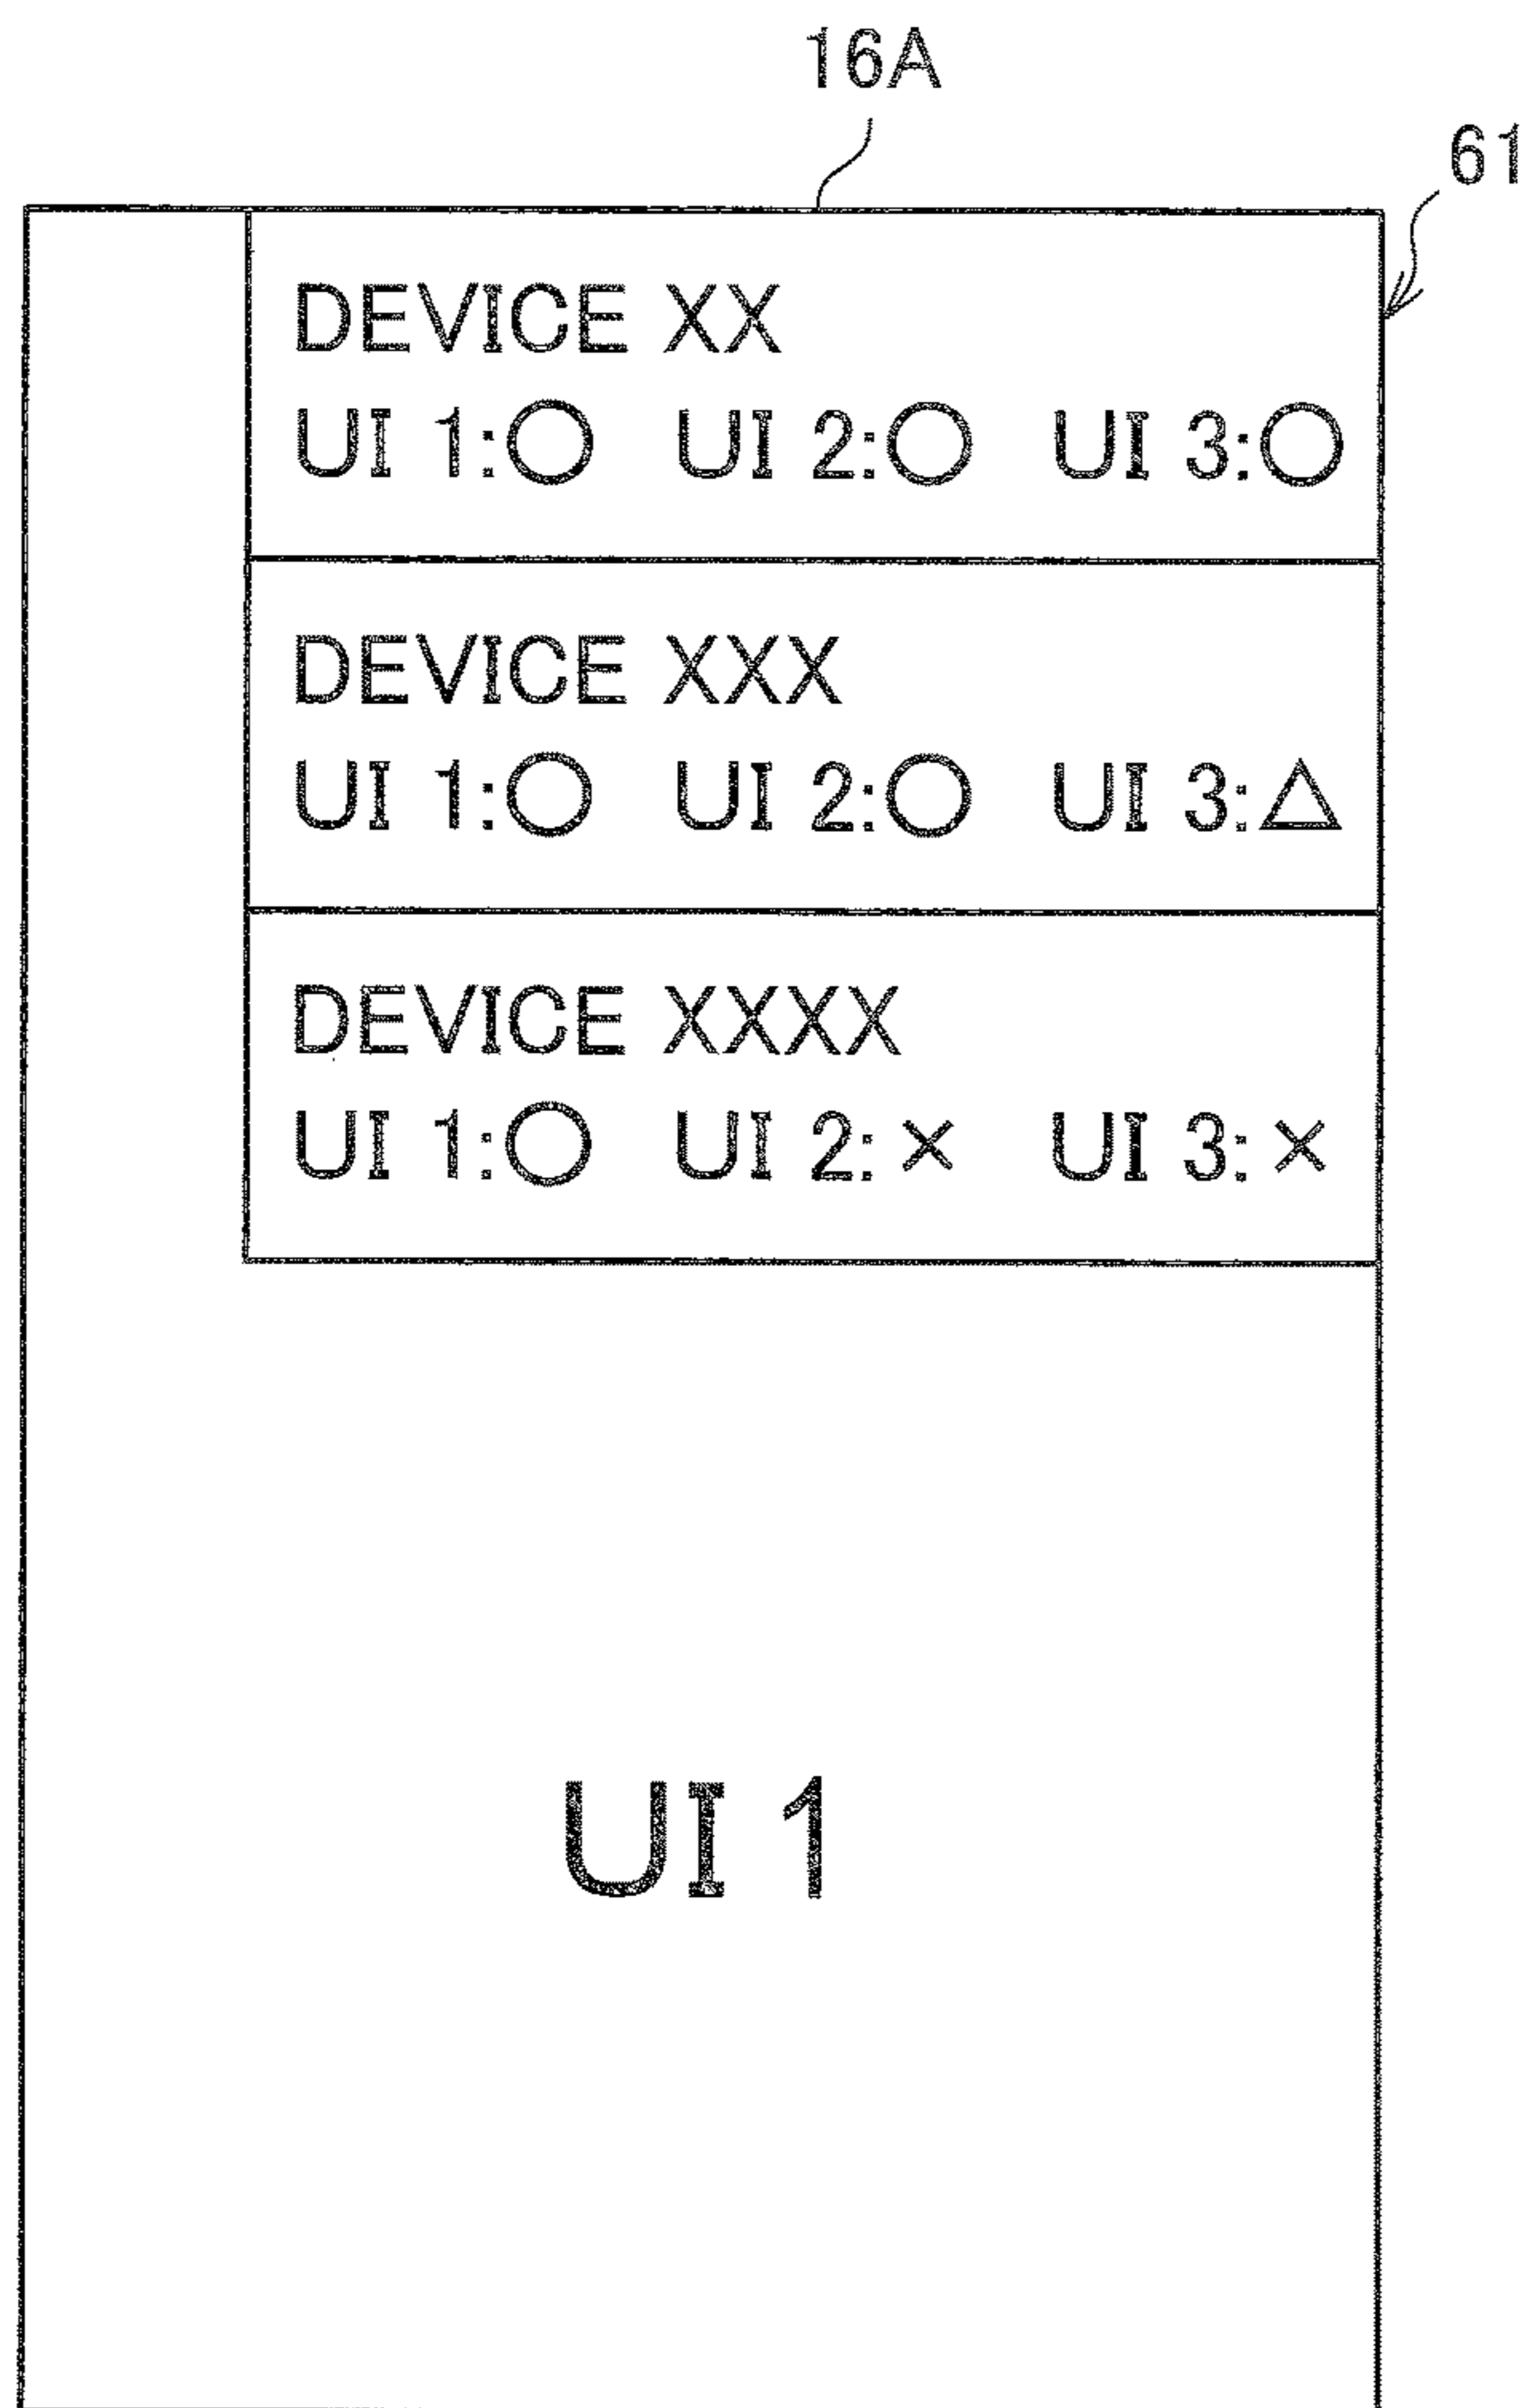 16A
61
DEVICE XX
UI 1:○ UI 2:○ UI 3:○
DEVICE XXX
UI 1:○ UI 2:○ UI 3:△
DEVICE XXXX
UI 1:○ UI 2:× UI 3:×
UI 1